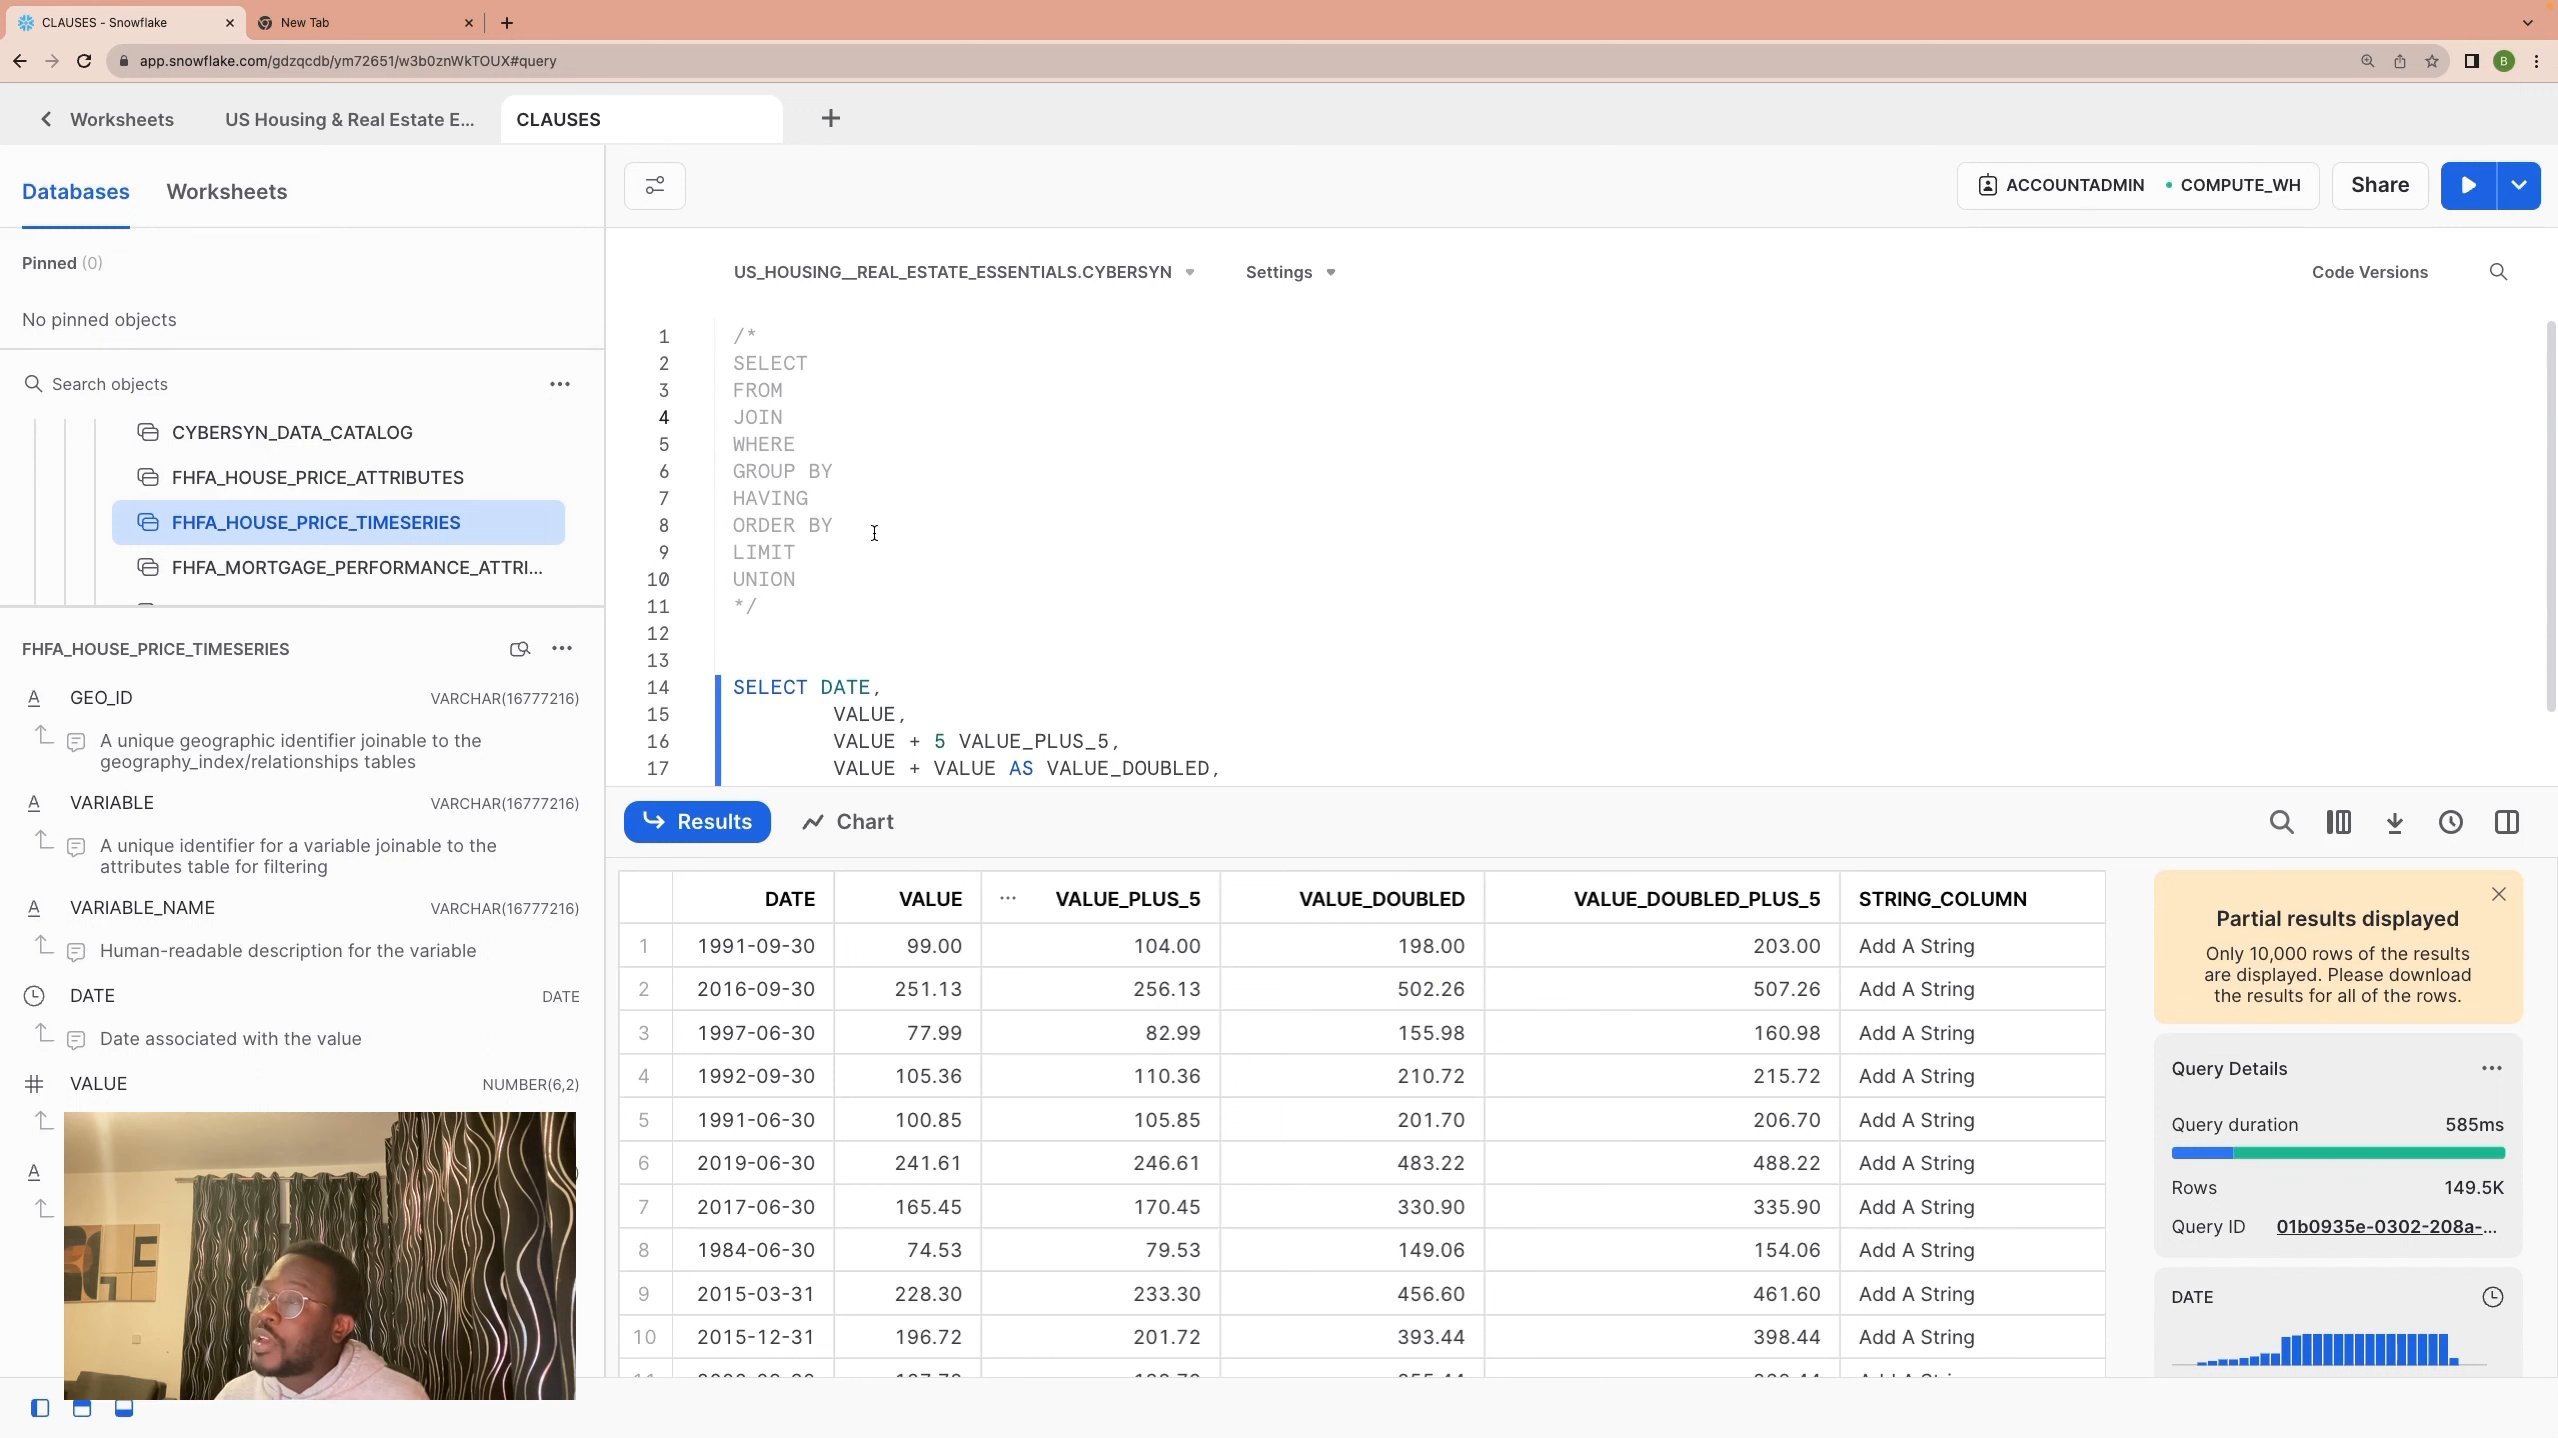 CLAUSES - Snowflake
New Tab
app.snowflake.com/gdzqcdb/ym72651/w3b0znWkTOUX#query
B
Worksheets
US Housing & Real Estate E...
CLAUSES
Databases
Worksheets
ACCOUNTADMIN
COMPUTE_WH
Share
Pinned (0)
No pinned objects
Search objects
CYBERSYN_DATA_CATALOG
FHFA_HOUSE_PRICE_ATTRIBUTES
FHFA_HOUSE_PRICE_TIMESERIES
FHFA_MORTGAGE_PERFORMANCE_ATTRI...
FHFA_HOUSE_PRICE_TIMESERIES
GEO_ID VARCHAR(16777216)
A unique geographic identifier joinable to the
geography_index/relationships tables
VARIABLE VARCHAR(16777216)
A unique identifier for a variable joinable to the
attributes table for filtering
VARIABLE_NAME VARCHAR(16777216)
Human-readable description for the variable
DATE DATE
Date associated with the value
VALUE NUMBER(6,2)
US_HOUSING__REAL_ESTATE_ESSENTIALS.CYBERSYN
Settings
Code Versions
1 /*
2 SELECT
3 FROM
4 JOIN
5 WHERE
6 GROUP BY
7 HAVING
8 ORDER BY
9 LIMIT
10 UNION
11 */
12
13
14 SELECT DATE,
15 VALUE,
16 VALUE + 5 VALUE_PLUS_5,
17 VALUE + VALUE AS VALUE_DOUBLED,
Results
Chart
DATE VALUE ... VALUE_PLUS_5 VALUE_DOUBLED VALUE_DOUBLED_PLUS_5 STRING_COLUMN
1 1991-09-30 99.00 104.00 198.00 203.00 Add A String
2 2016-09-30 251.13 256.13 502.26 507.26 Add A String
3 1997-06-30 77.99 82.99 155.98 160.98 Add A String
4 1992-09-30 105.36 110.36 210.72 215.72 Add A String
5 1991-06-30 100.85 105.85 201.70 206.70 Add A String
6 2019-06-30 241.61 246.61 483.22 488.22 Add A String
7 2017-06-30 165.45 170.45 330.90 335.90 Add A String
8 1984-06-30 74.53 79.53 149.06 154.06 Add A String
9 2015-03-31 228.30 233.30 456.60 461.60 Add A String
10 2015-12-31 196.72 201.72 393.44 398.44 Add A String
Partial results displayed
Only 10,000 rows of the results
are displayed. Please download
the results for all of the rows.
Query Details
Query duration 585ms
Rows 149.5K
Query ID 01b0935e-0302-208a-...
DATE